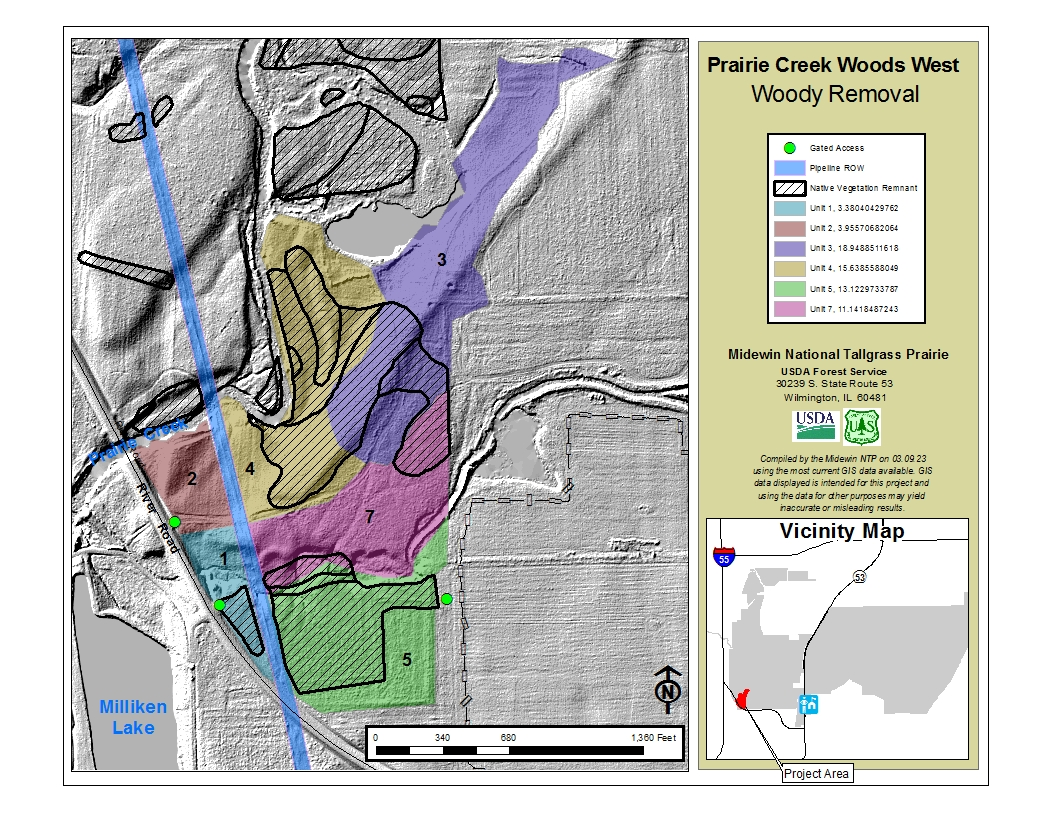 Prairie Creek Woods West
Woody Removal
Gated Access
Pipeline ROW
Native Vegetation Remnant
Unit 1, 3.38040429762
Unit 2, 3.95570682064
Unit 3, 18.9488511618
Unit 4, 15.6385588049
Unit 5, 13.1229733787
Unit 7, 11.1418487243
Midewin National Tallgrass Prairie
USDA Forest Service
30239 S. State Route 53
Wilmington, IL 60481
USDA
UAS
Compiled by the Midewin NTP on 03.09.23
using the most current GIS data available. GIS
data displayed is intended for this project and
using the data for other purposes may yield
inaccurate or misleading results.
Vicinity Map
55
53
Project Area
3
Prairie Creek
2
4
River Road
7
1
5
Milliken
Lake
N
0 340 680 1,360 Feet